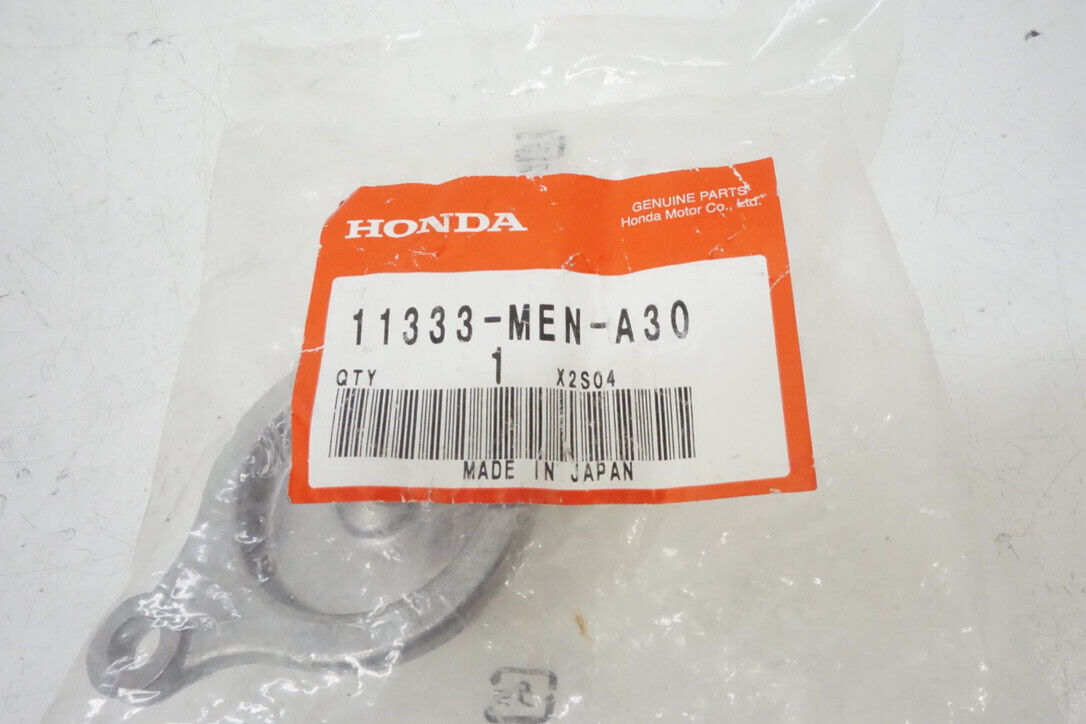 HONDA
GENUINE PARTS
Honda Motor Co., Ltd.
11333-MEN-A30
QTY 1 X2S04
MADE IN JAPAN